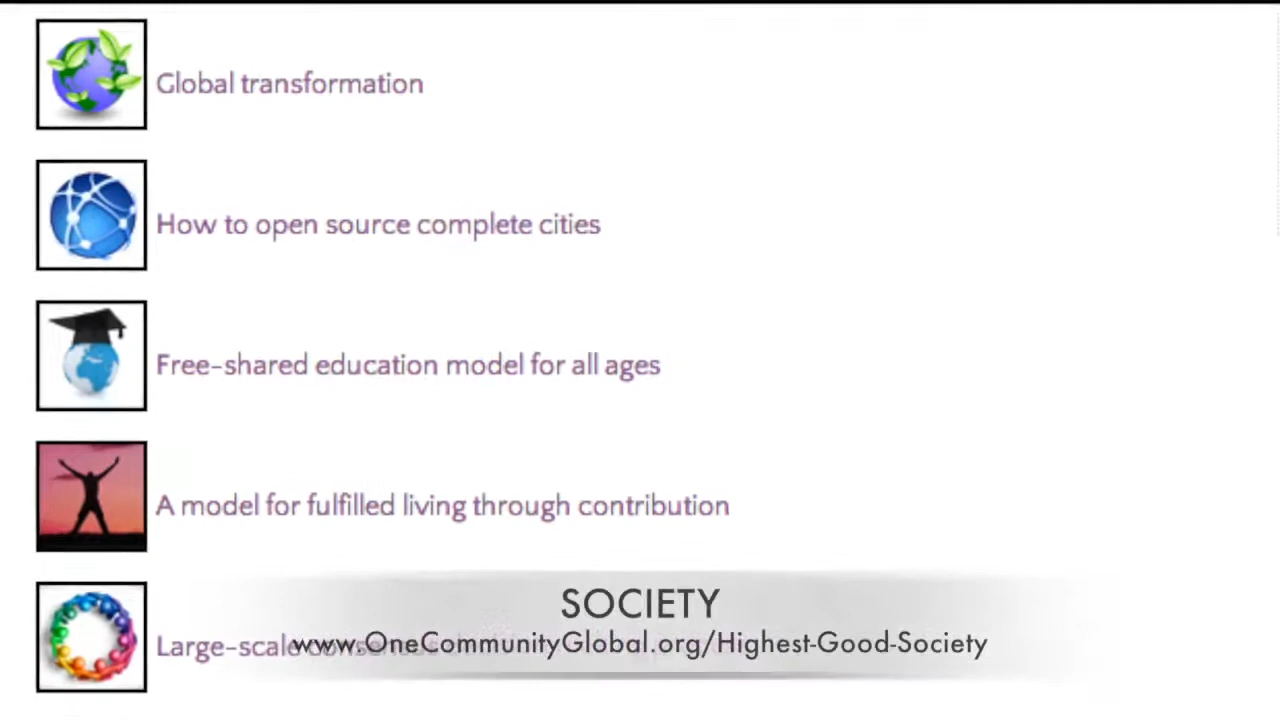 Global transformation
How to open source complete cities
Free-shared education model for all ages
A model for fulfilled living through contribution
SOCIETY
Large-scale
www.OneCommunityGlobal.org/Highest-Good-Society